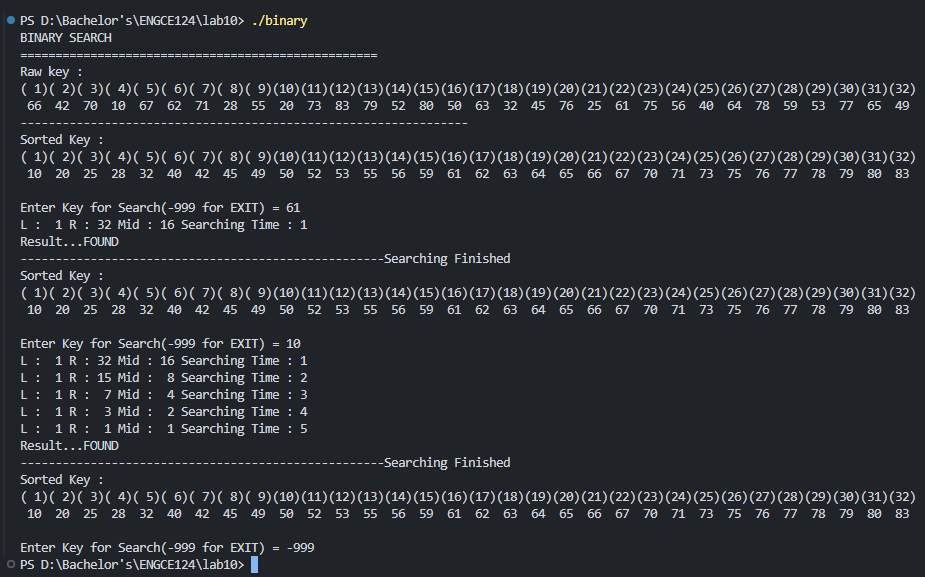 PS D:\Bachelor's\ENGCE124\lab10> ./binary
BINARY SEARCH
===================================================
Raw key :
( 1)( 2)( 3)( 4)( 5)( 6)( 7)( 8)( 9)(10)(11)(12)(13)(14)(15)(16)(17)(18)(19)(20)(21)(22)(23)(24)(25)(26)(27)(28)(29)(30)(31)(32)
66 42 70 10 67 62 71 28 55 20 73 83 79 52 80 50 63 32 45 76 25 61 75 56 40 64 78 59 53 77 65 49
----------------------------------------------------------------
Sorted Key :
( 1)( 2)( 3)( 4)( 5)( 6)( 7)( 8)( 9)(10)(11)(12)(13)(14)(15)(16)(17)(18)(19)(20)(21)(22)(23)(24)(25)(26)(27)(28)(29)(30)(31)(32)
10 20 25 28 32 40 42 45 49 50 52 53 55 56 59 61 62 63 64 65 66 67 70 71 73 75 76 77 78 79 80 83
Enter Key for Search(-999 for EXIT) = 61
L :  1 R : 32 Mid : 16 Searching Time : 1
Result...FOUND
----------------------------------------------------Searching Finished
Sorted Key :
( 1)( 2)( 3)( 4)( 5)( 6)( 7)( 8)( 9)(10)(11)(12)(13)(14)(15)(16)(17)(18)(19)(20)(21)(22)(23)(24)(25)(26)(27)(28)(29)(30)(31)(32)
10 20 25 28 32 40 42 45 49 50 52 53 55 56 59 61 62 63 64 65 66 67 70 71 73 75 76 77 78 79 80 83
Enter Key for Search(-999 for EXIT) = 10
L :  1 R : 32 Mid : 16 Searching Time : 1
L :  1 R : 15 Mid :  8 Searching Time : 2
L :  1 R :  7 Mid :  4 Searching Time : 3
L :  1 R :  3 Mid :  2 Searching Time : 4
L :  1 R :  1 Mid :  1 Searching Time : 5
Result...FOUND
----------------------------------------------------Searching Finished
Sorted Key :
( 1)( 2)( 3)( 4)( 5)( 6)( 7)( 8)( 9)(10)(11)(12)(13)(14)(15)(16)(17)(18)(19)(20)(21)(22)(23)(24)(25)(26)(27)(28)(29)(30)(31)(32)
10 20 25 28 32 40 42 45 49 50 52 53 55 56 59 61 62 63 64 65 66 67 70 71 73 75 76 77 78 79 80 83
Enter Key for Search(-999 for EXIT) = -999
PS D:\Bachelor's\ENGCE124\lab10>